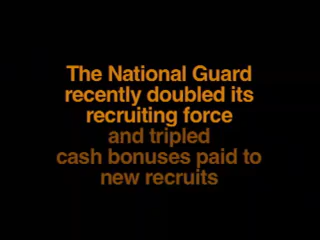 The National Guard
recently doubled its
recruiting force
and tripled
cash bonuses paid to
new recruits